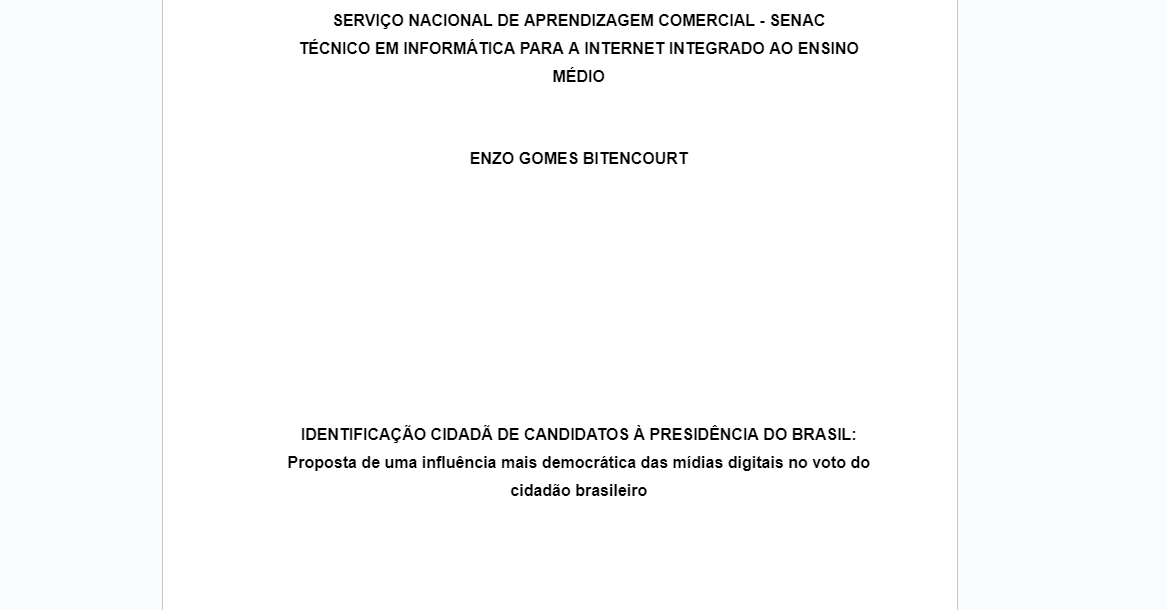 SERVIÇO NACIONAL DE APRENDIZAGEM COMERCIAL - SENAC
TÉCNICO EM INFORMÁTICA PARA A INTERNET INTEGRADO AO ENSINO
MÉDIO
ENZO GOMES BITENCOURT
IDENTIFICAÇÃO CIDADÃ DE CANDIDATOS À PRESIDÊNCIA DO BRASIL:
Proposta de uma influência mais democrática das mídias digitais no voto do
cidadão brasileiro